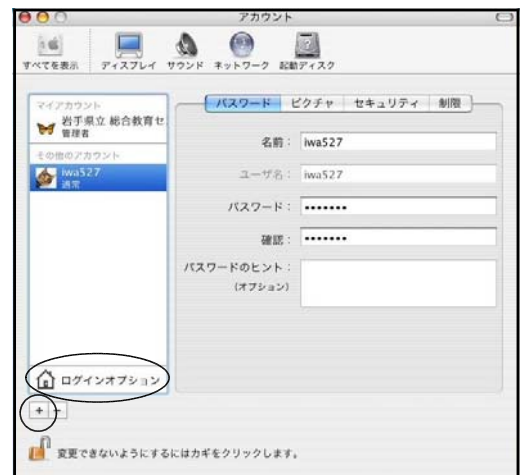 アカウント
すべてを表示 ディスプレイ サウンド ネットワーク 起動ディスク
マイアカウント
岩手県立 総合教育セ
管理者
その他のアカウント
iwa527
通常
ログインオプション
パスワード ピクチャ セキュリティ 制限
名前: iwa527
ユーザ名: iwa527
パスワード: •••••••
確認: •••••••
パスワードのヒント:
(オプション)
+ -
変更できないようにするにはカギをクリックします。